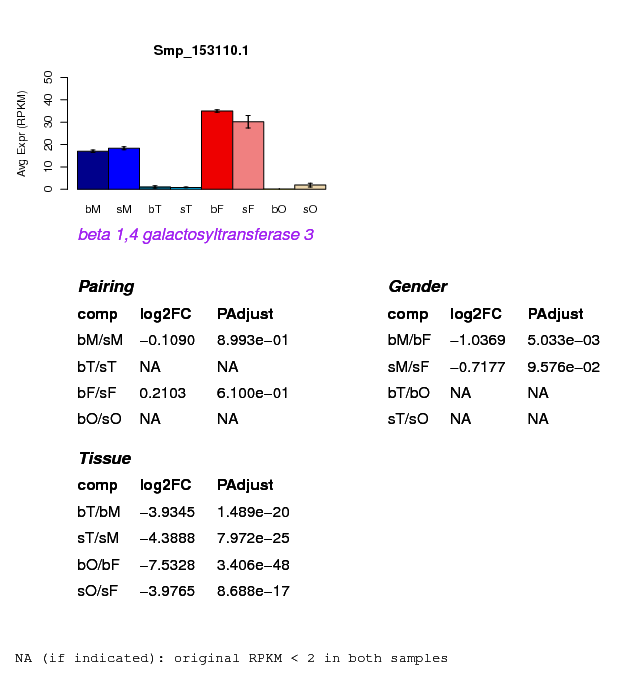 Smp_153110.1
Avg Expr (RPKM)
50
40
30
20
10
0
bM sM bT sT bF sF bO sO
beta 1,4 galactosyltransferase 3
Pairing
comp log2FC PAdjust
bM/sM −0.1090 8.993e−01
bT/sT NA NA
bF/sF 0.2103 6.100e−01
bO/sO NA NA
Gender
comp log2FC PAdjust
bM/bF −1.0369 5.033e−03
sM/sF −0.7177 9.576e−02
bT/bO NA NA
sT/sO NA NA
Tissue
comp log2FC PAdjust
bT/bM −3.9345 1.489e−20
sT/sM −4.3888 7.972e−25
bO/bF −7.5328 3.406e−48
sO/sF −3.9765 8.688e−17
NA (if indicated): original RPKM < 2 in both samples